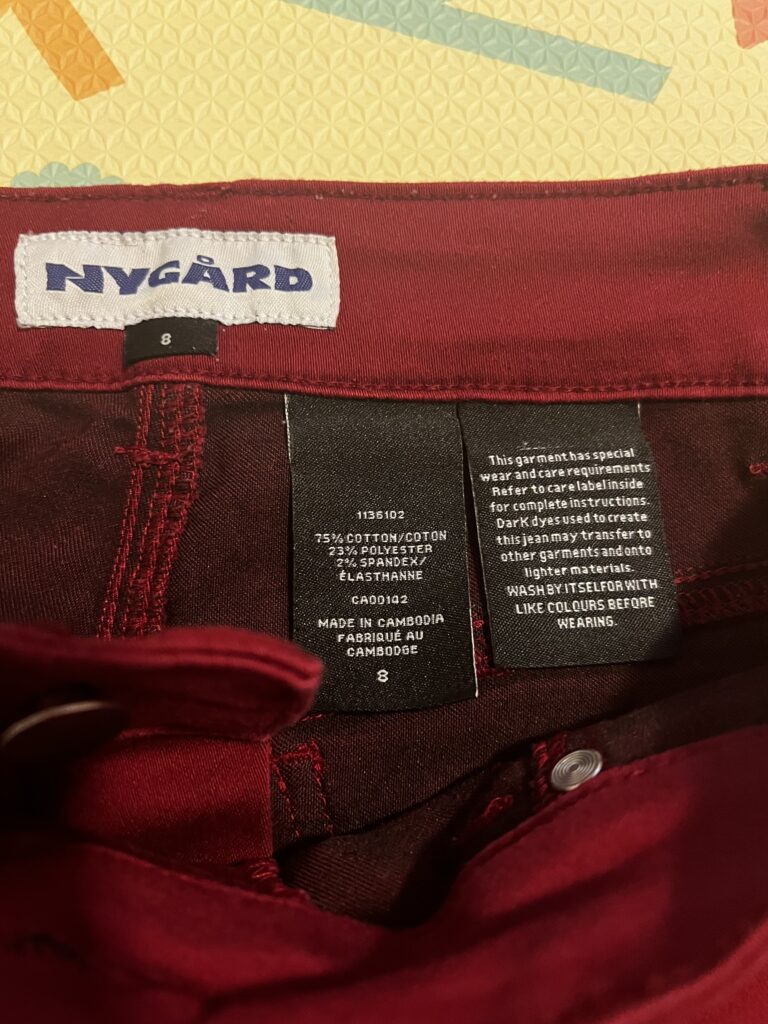 NYGÅRD
8
1136102
75% COTTON/COTON
23% POLYESTER
2% SPANDEX/
ÉLASTHANNE
CA00142
MADE IN CAMBODIA
FABRIQUÉ AU
CAMBODGE
8
This garment has special
wear and care requirements
Refer to care label inside
for complete instructions.
DarK dyes used to create
this jean may transfer to
other garments and onto
lighter materials.
WASH BY ITSELF OR WITH
LIKE COLOURS BEFORE
WEARING.